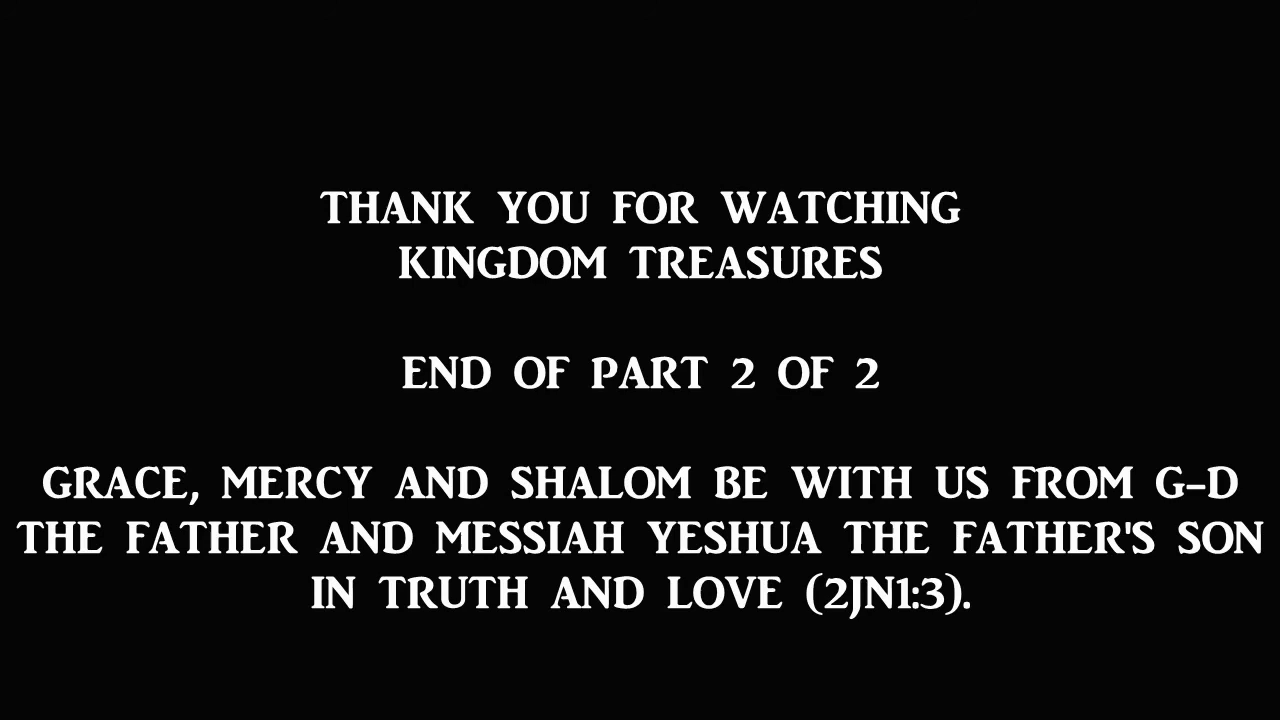 THANK YOU FOR WATCHING
KINGDOM TREASURES
END OF PART 2 OF 2
GRACE, MERCY AND SHALOM BE WITH US FROM G-D
THE FATHER AND MESSIAH YESHUA THE FATHER'S SON
IN TRUTH AND LOVE (2JN1:3).